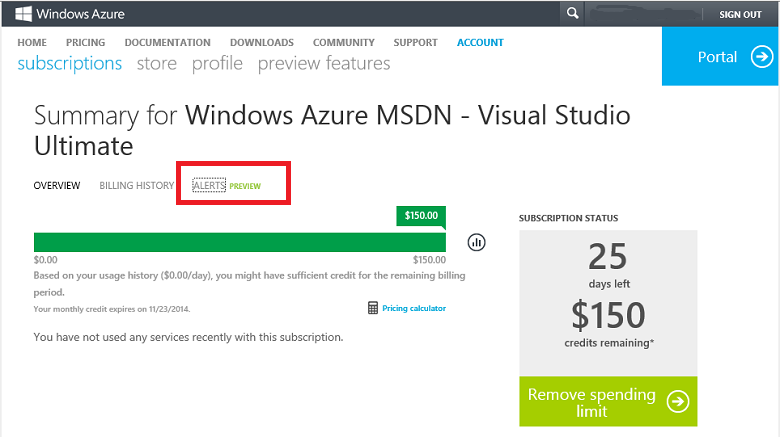 Windows Azure
SIGN OUT
HOME PRICING DOCUMENTATION DOWNLOADS COMMUNITY SUPPORT ACCOUNT
subscriptions store profile preview features
Portal
Summary for Windows Azure MSDN - Visual Studio
Ultimate
OVERVIEW BILLING HISTORY ALERTS PREVIEW
$150.00
$0.00 $150.00
Based on your usage history ($0.00/day), you might have sufficient credit for the remaining billing
period.
Your monthly credit expires on 11/23/2014.
Pricing calculator
You have not used any services recently with this subscription.
SUBSCRIPTION STATUS
25
days left
$150
credits remaining*
Remove spending
limit